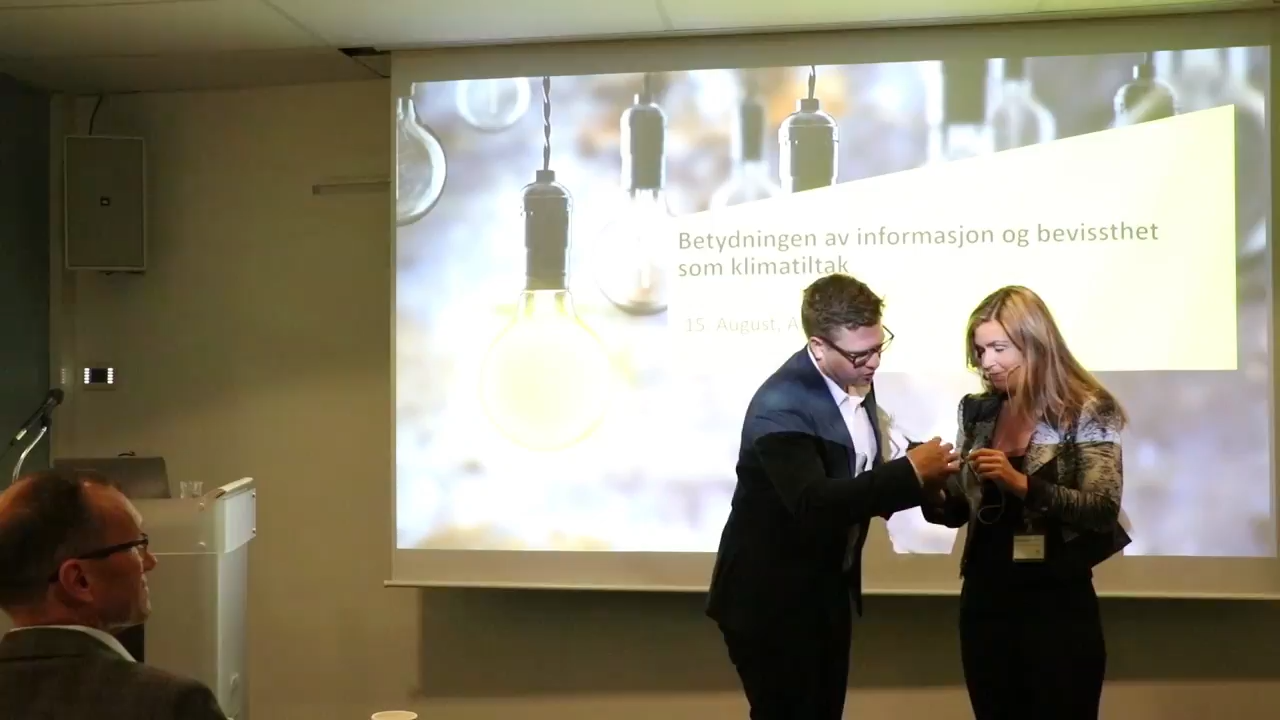 Betydningen av informasjon og bevissthet
som klimatiltak
15. August,